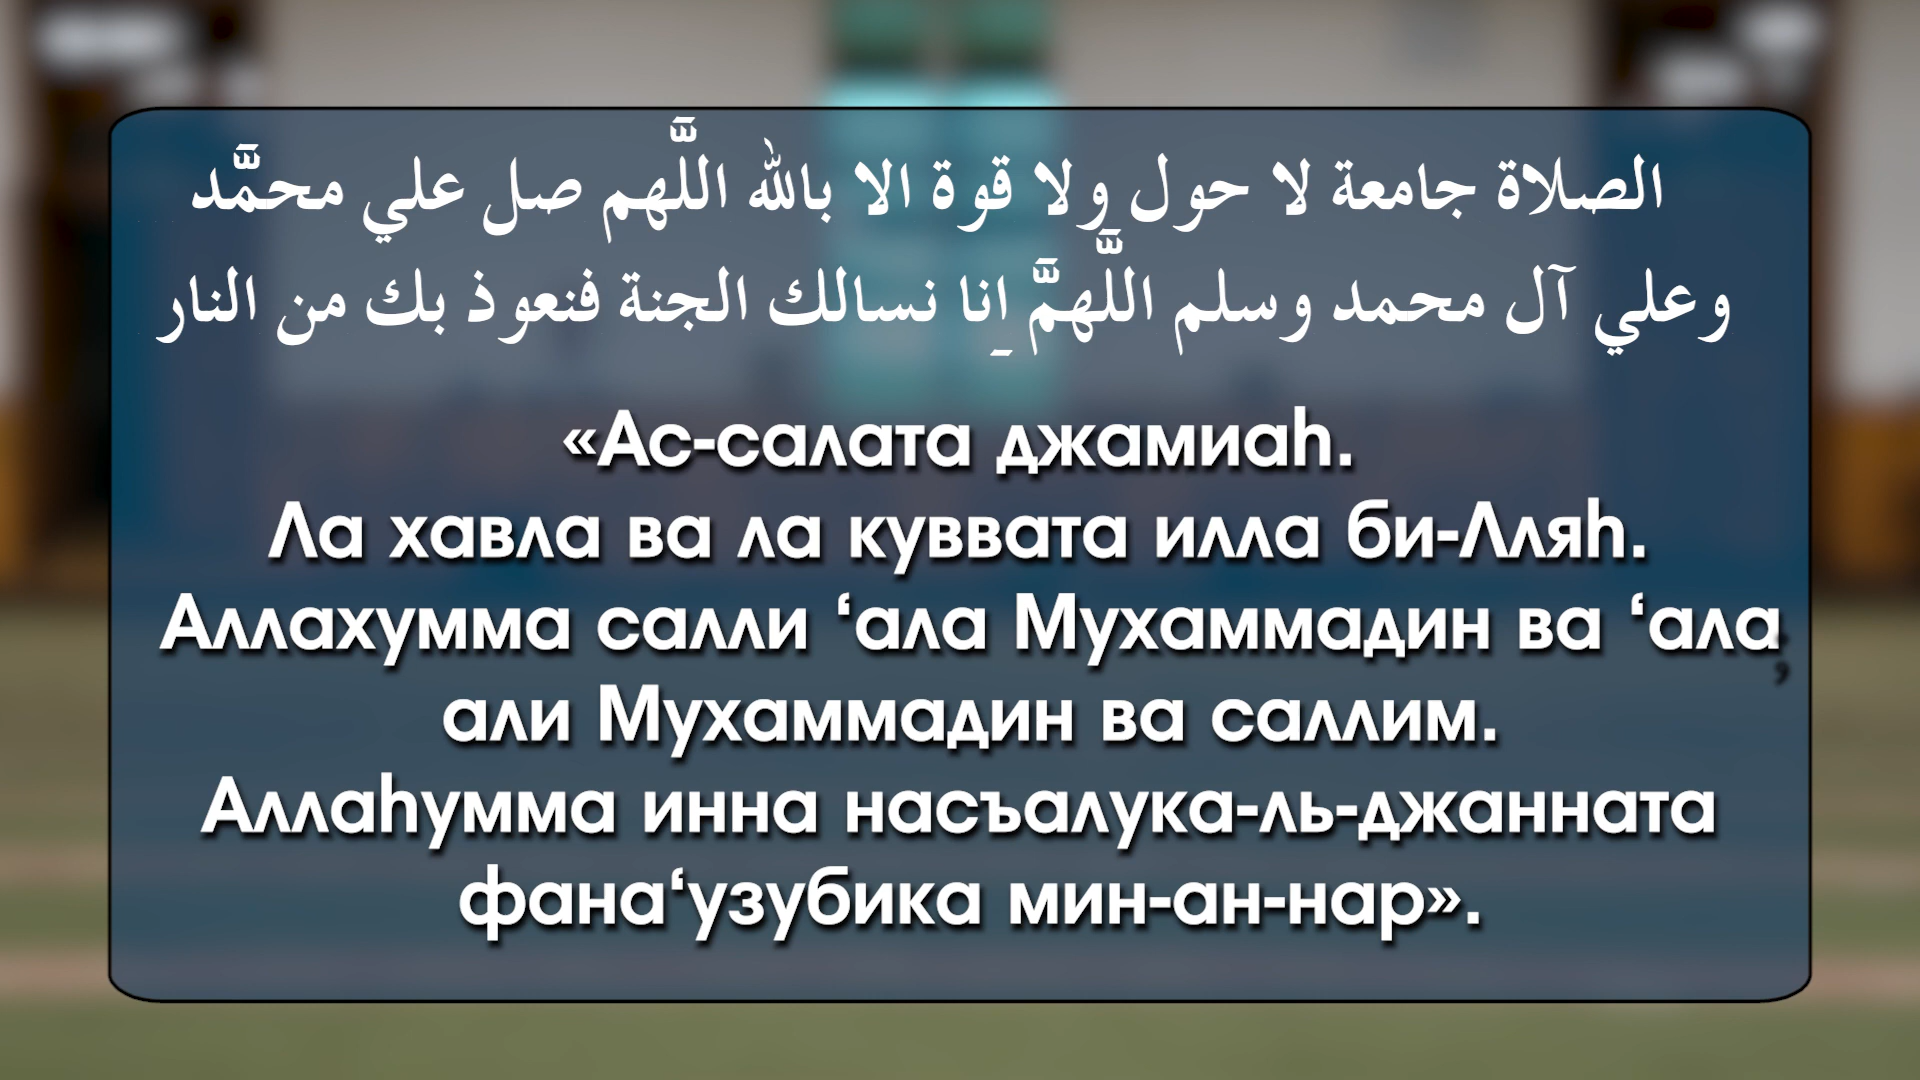 الصلاة جامعة لا حول ولا قوة الا بالله اللَّهم صل علي محمَّد
وعلي آل محمد وسلم اللَّهمَّ اِنا نسالك الجنة فنعوذ بك من النار
«Ас-салата джамиаһ.
Ла хавла ва ла куввата илла би-Лляһ.
Аллахумма салли ‘ала Мухаммадин ва ‘ала
али Мухаммадин ва саллим.
Аллаһумма инна насъалука-ль-джанната
фана‘узубика мин-ан-нар».